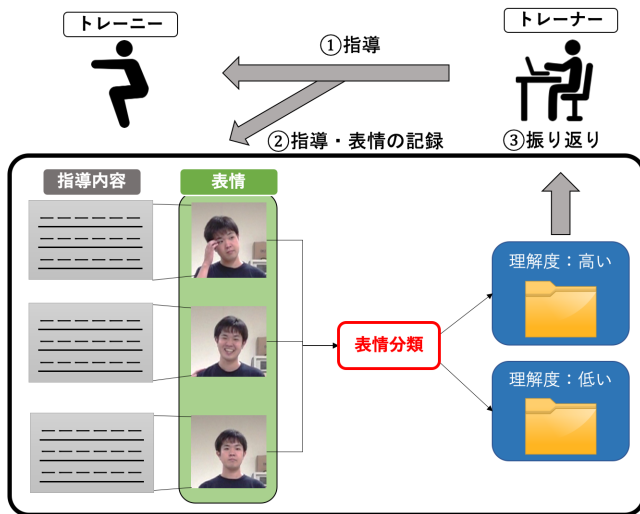 トレーニー
トレーナー
①指導
②指導・表情の記録
③振り返り
指導内容
表情
理解度：高い
表情分類
理解度：低い